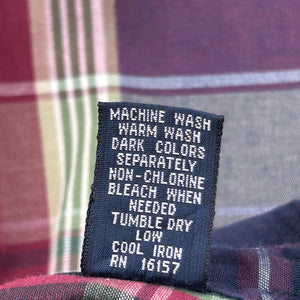 MACHINE WASH
WARM WASH
DARK COLORS
SEPARATELY
NON-CHLORINE
BLEACH WHEN
NEEDED
TUMBLE DRY
LOW
COOL IRON
RN 16157